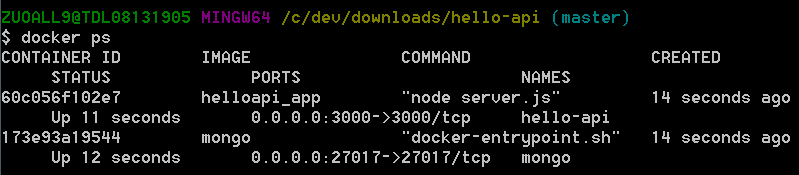 ZUOALL9@TDL08131905 MINGW64 /c/dev/downloads/hello-api (master)
$ docker ps
CONTAINER ID        IMAGE               COMMAND                  CREATED
     STATUS              PORTS                      NAMES
60c056f102e7        helloapi_app        "node server.js"         14 seconds ago
     Up 11 seconds       0.0.0.0:3000->3000/tcp     hello-api
173e93a19544        mongo               "docker-entrypoint.sh"   14 seconds ago
     Up 12 seconds       0.0.0.0:27017->27017/tcp   mongo